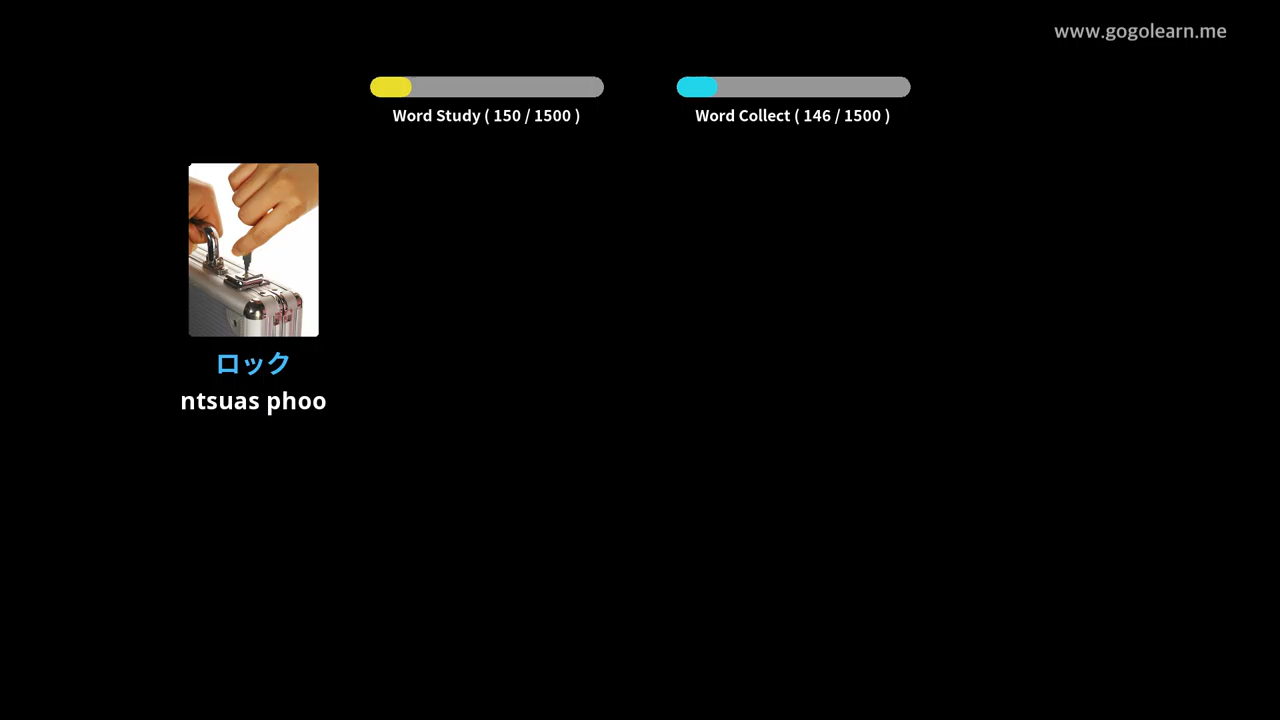 www.gogolearn.me
Word Study ( 150 / 1500 )
Word Collect ( 146 / 1500 )
ロック
ntsuas phoo